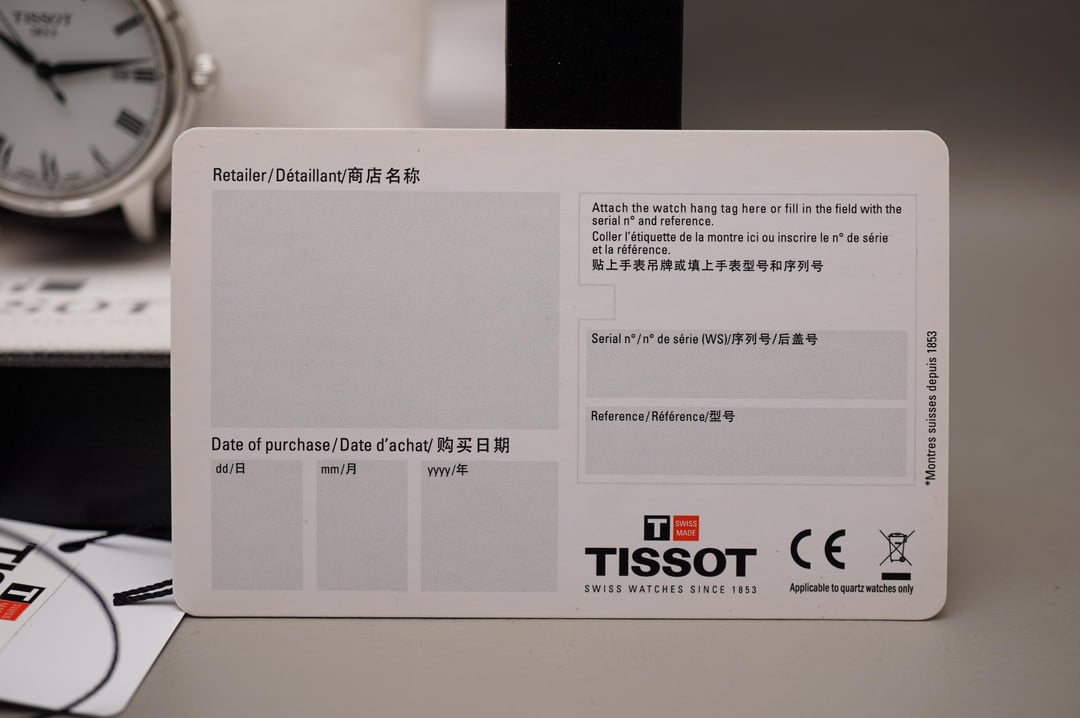 TISSOT
1853
Retailer/Détaillant/商店名称
Attach the watch hang tag here or fill in the field with the
serial n° and reference.
Coller l'étiquette de la montre ici ou inscrire le n° de série
et la référence.
贴上手表吊牌或填上手表型号和序列号
Serial n°/n° de série (WS)/序列号/后盖号
Reference/Référence/型号
*Montres suisses depuis 1853
Date of purchase/Date d'achat/购买日期
dd/日
mm/月
yyyy/年
T SWISS
MADE
TISSOT
SWISS WATCHES SINCE 1853
CE
Applicable to quartz watches only